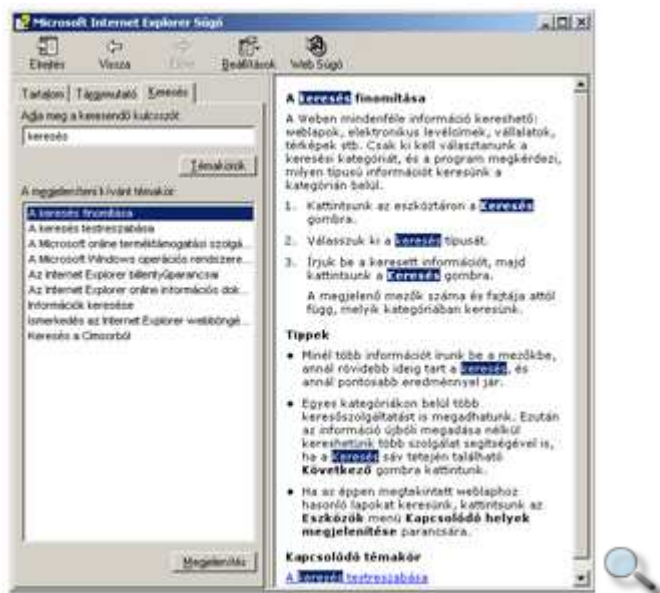 Microsoft Internet Explorer Súgó
Elrejtés Vissza Előre Beállítások Web Súgó
Tartalom Tárgymutató Keresés
Adja meg a keresendő kulcsszót:
keresés
Témakörök
A megjeleníteni kívánt témakör:
A keresés finomítása
A keresés testreszabása
A Microsoft online terméktámogatási szolgá...
A Microsoft Windows operációs rendszere...
Az Internet Explorer billentyűparancsai
Az Internet Explorer online információs dok...
Információk keresése
Ismerkedés az Internet Explorer webböngé...
Keresés a Címsorból
Megjelenítés
A keresés finomítása
A Weben mindenféle információ kereshető:
weblapok, elektronikus levélcímek, vállalatok,
térképek stb. Csak ki kell választanunk a
keresési kategóriát, és a program megkérdezi,
milyen típusú információt keresünk a
kategórián belül.
1. Kattintsunk az eszköztáron a Keresés
gombra.
2. Válasszuk ki a keresés típusát.
3. Írjuk be a keresett információt, majd
kattintsunk a Keresés gombra.
A megjelenő mezők száma és fajtája attól
függ, melyik kategóriában keresünk.
Tippek
• Minél több információt írunk be a mezőkbe,
annál rövidebb ideig tart a keresés, és
annál pontosabb eredménnyel jár.
• Egyes kategóriákon belül több
keresőszolgáltatást is megadhatunk. Ezután
az információ újbóli megadása nélkül
kereshetünk több szolgálat segítségével is,
ha a Keresés sáv tetején található
Következő gombra kattintunk.
• Ha az éppen megtekintett weblaphoz
hasonló lapokat keresünk, kattintsunk az
Eszközök menü Kapcsolódó helyek
megjelenítése parancsára.
Kapcsolódó témakör
A keresés testreszabása